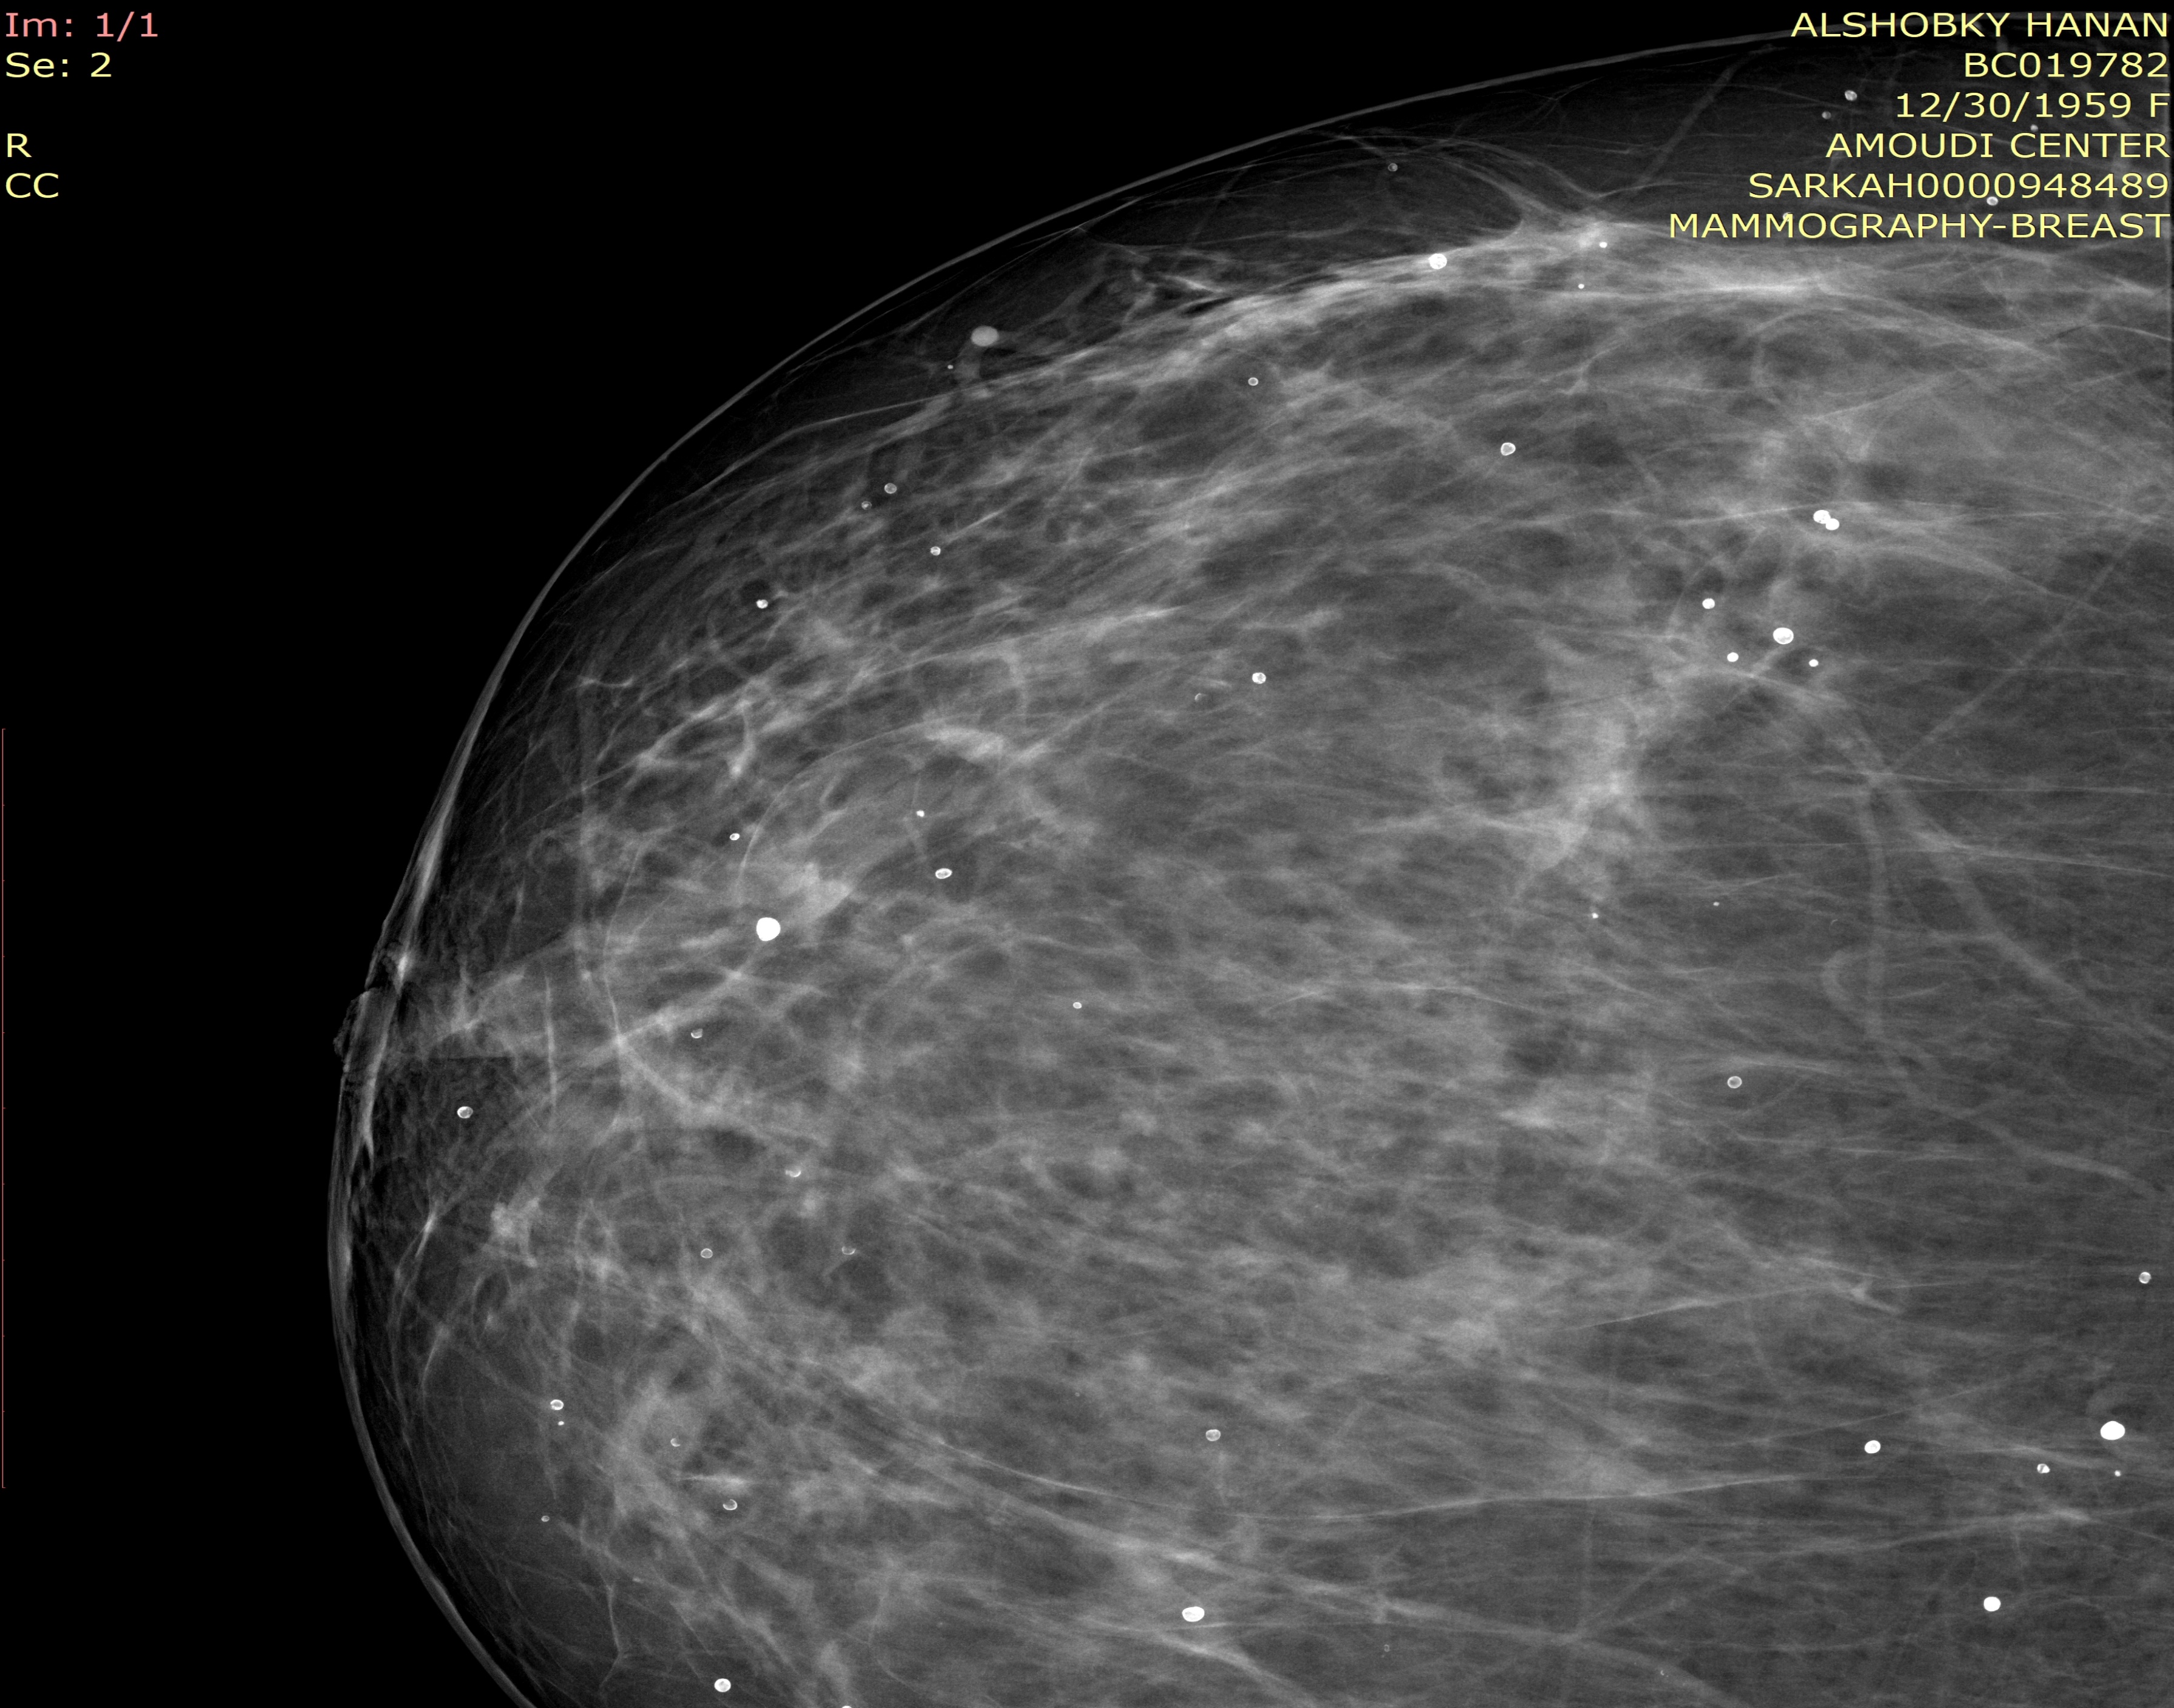 Im: 1/1
Se: 2
R
CC
ALSHOBKY HANAN
BC019782
12/30/1959 F
AMOUDI CENTER
SARKAH0000948489
MAMMOGRAPHY-BREAST